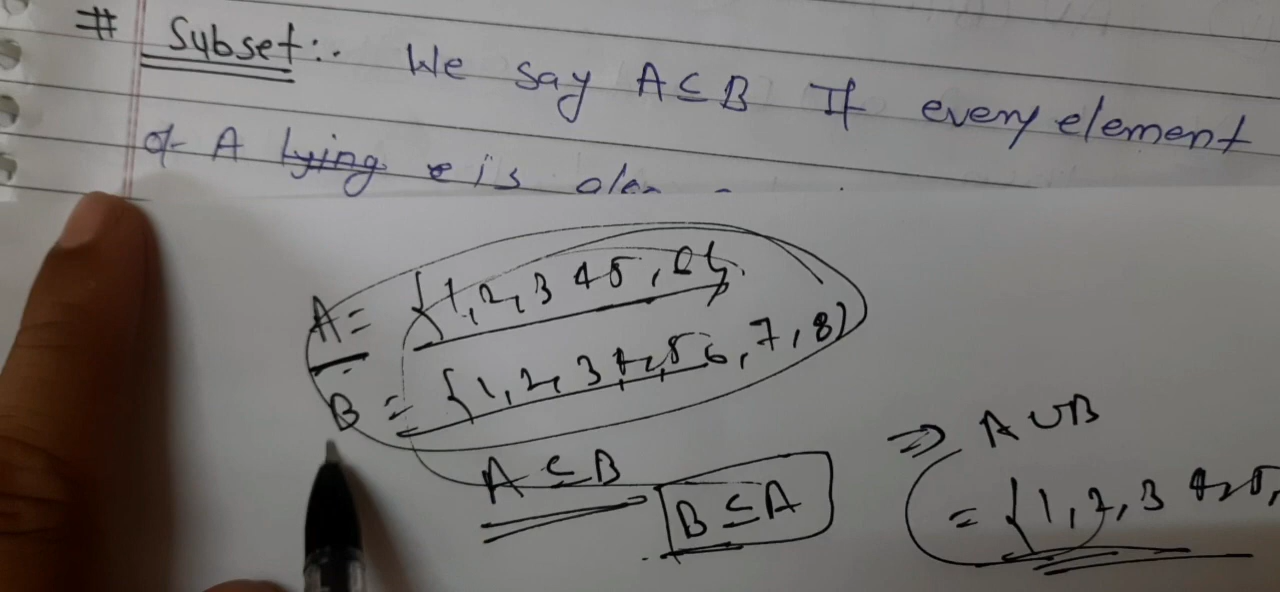 # Subset:-. We say A⊆B If every element
of A lying is
A= {1,2,3 4 5, 6}
B = {1,2,3 4,5 6,7,8}
A⊆B
B⊆A
⇒ A∪B
= {1,2,3 4,5,